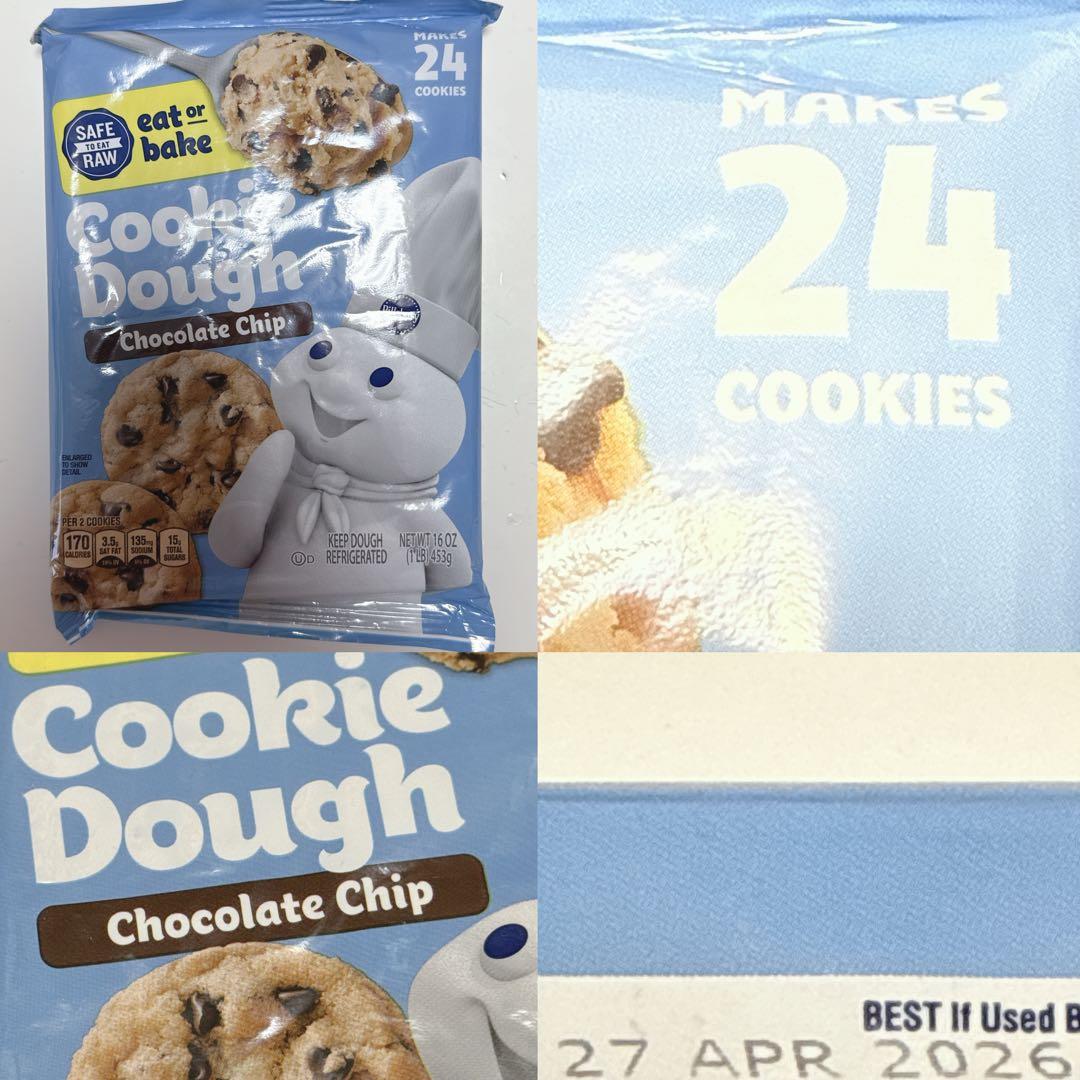 MAKES
24
COOKIES
SAFE
TO EAT
RAW
eat or
bake
Cookie
Dough
Chocolate Chip
Pillsbury
ENLARGED
TO SHOW
DETAIL
PER 2 COOKIES
170
CALORIES
3.5g
SAT FAT
135mg
SODIUM
15g
TOTAL
SUGARS
U D
KEEP DOUGH
REFRIGERATED
NET WT 16 OZ
(1 LB) 453g
MAKES
24
COOKIES
Cookie
Dough
Chocolate Chip
BEST If Used B
27 APR 2026